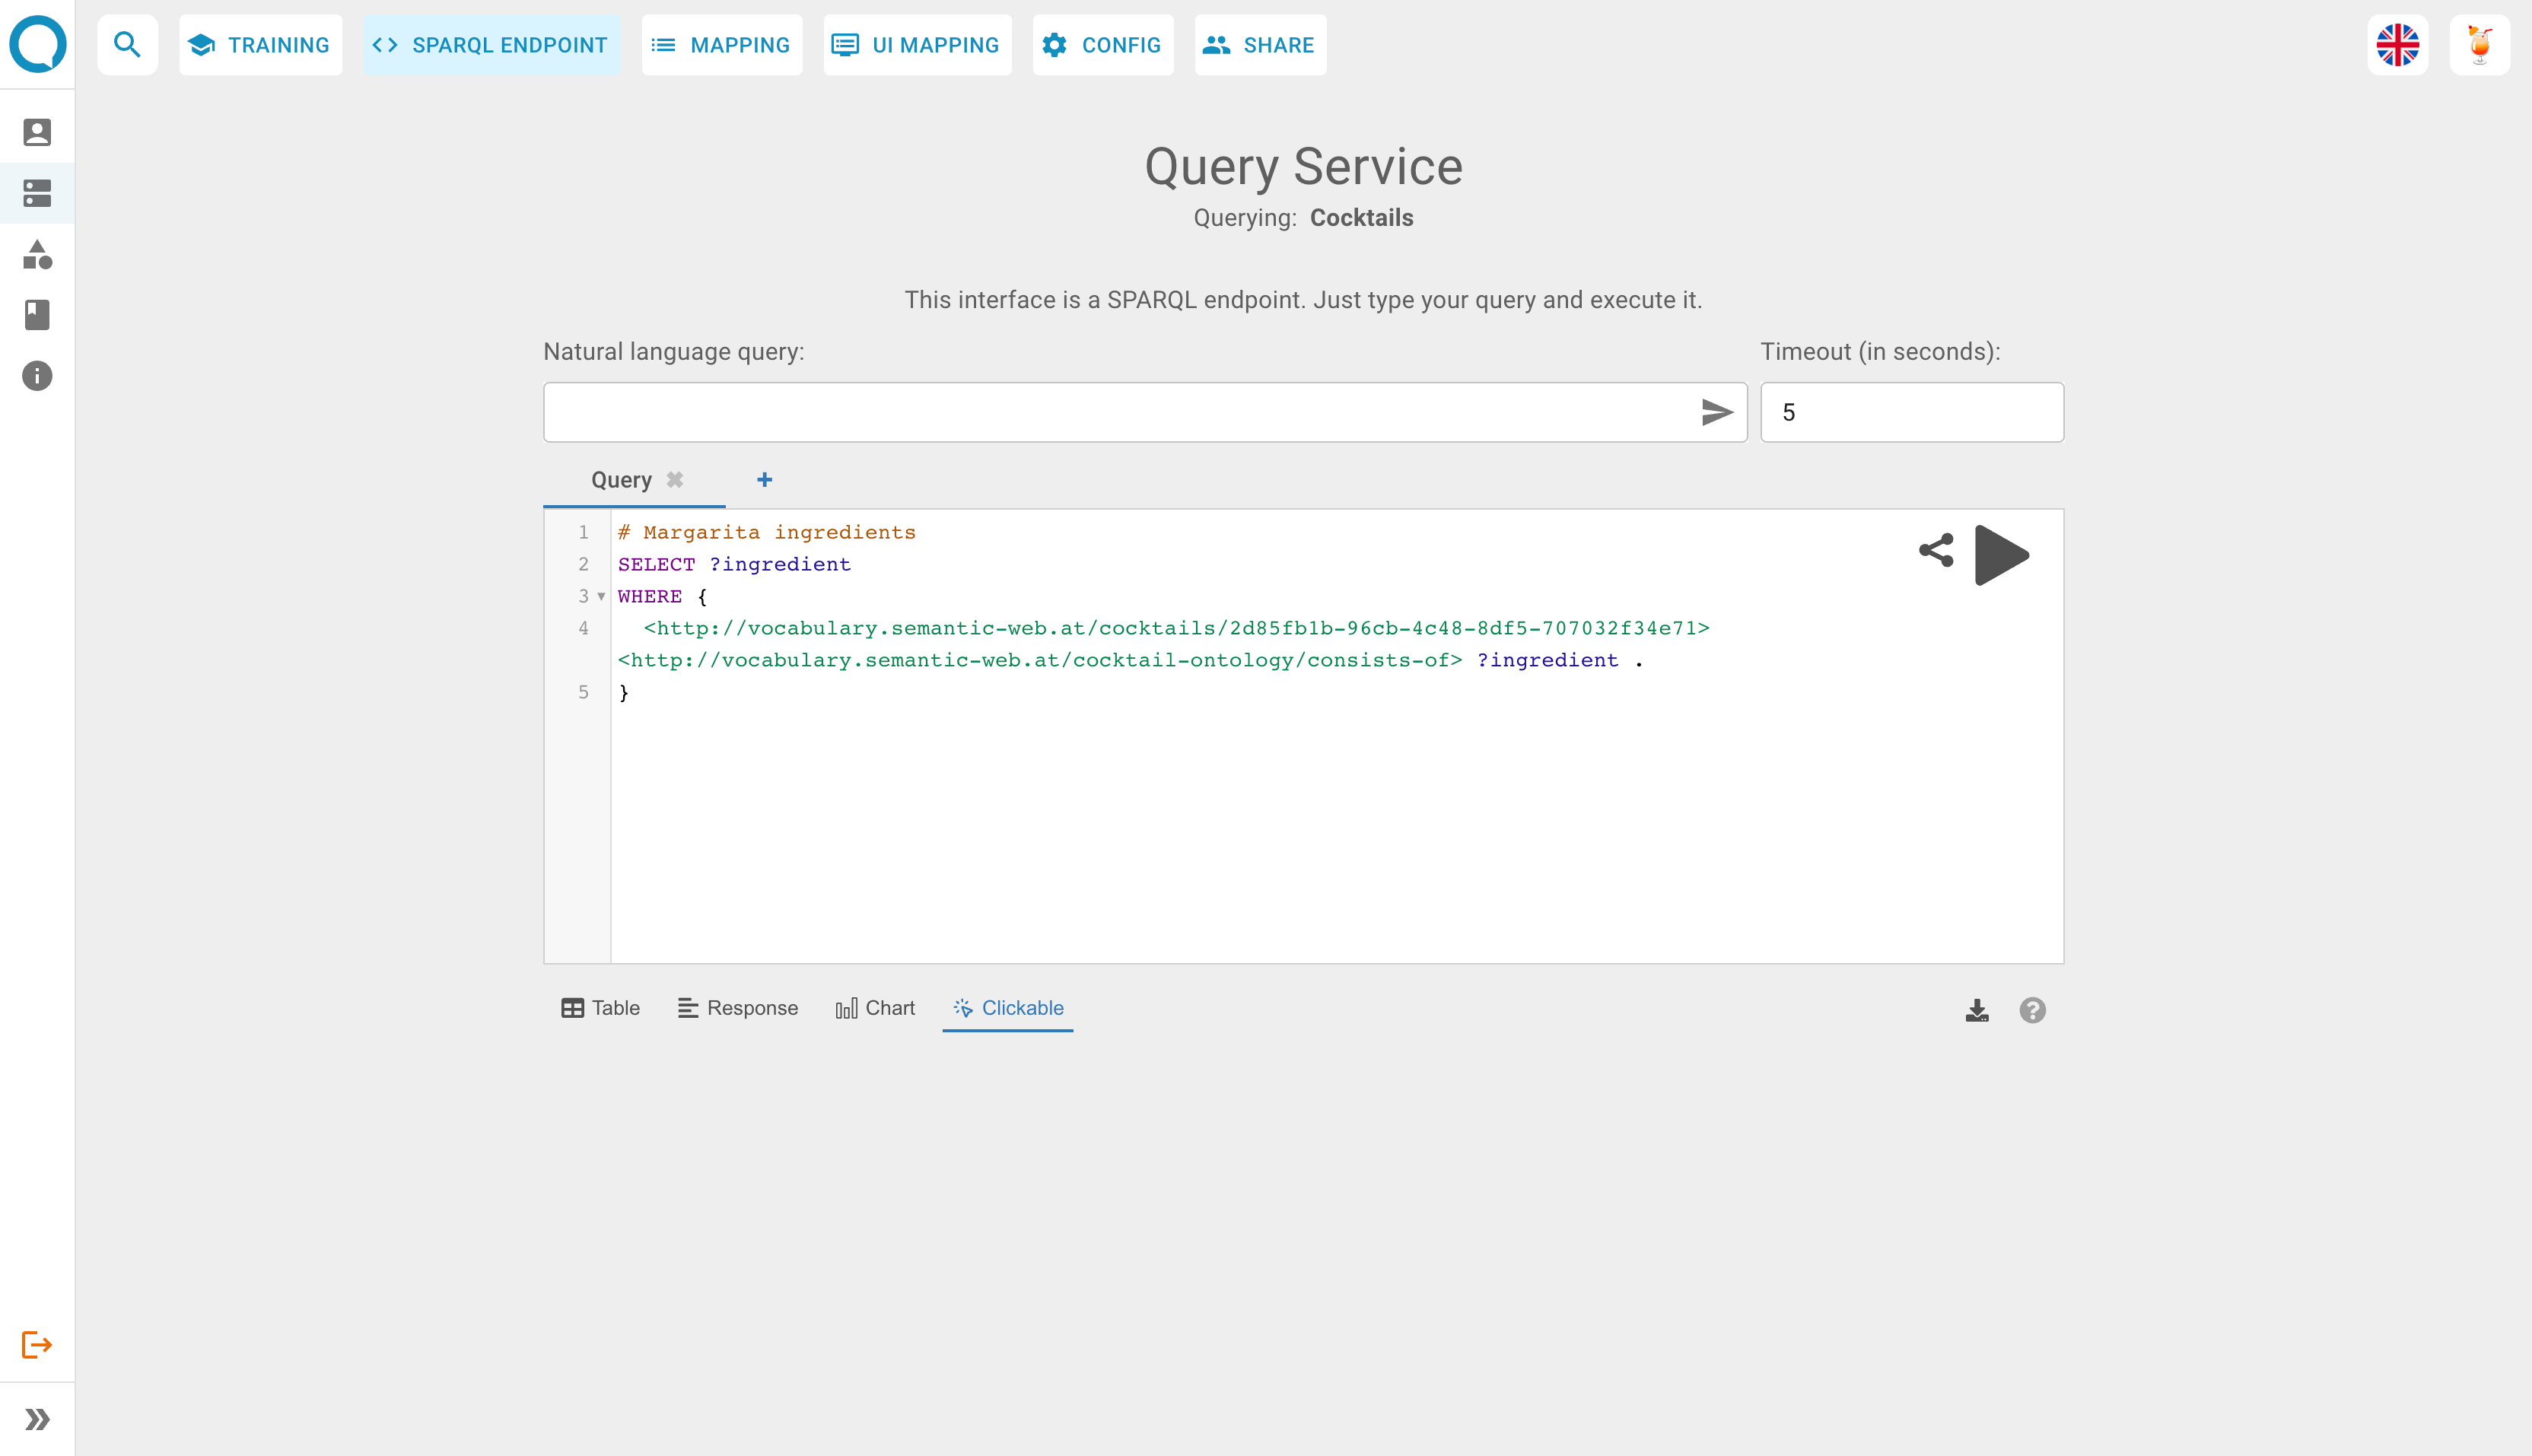 TRAINING
SPARQL ENDPOINT
MAPPING
UI MAPPING
CONFIG
SHARE
Query Service
Querying: Cocktails
This interface is a SPARQL endpoint. Just type your query and execute it.
Natural language query:
Timeout (in seconds):
5
Query
1 # Margarita ingredients
2 SELECT ?ingredient
3 WHERE {
4 <http://vocabulary.semantic-web.at/cocktails/2d85fb1b-96cb-4c48-8df5-707032f34e71>
<http://vocabulary.semantic-web.at/cocktail-ontology/consists-of> ?ingredient .
5 }
Table
Response
Chart
Clickable